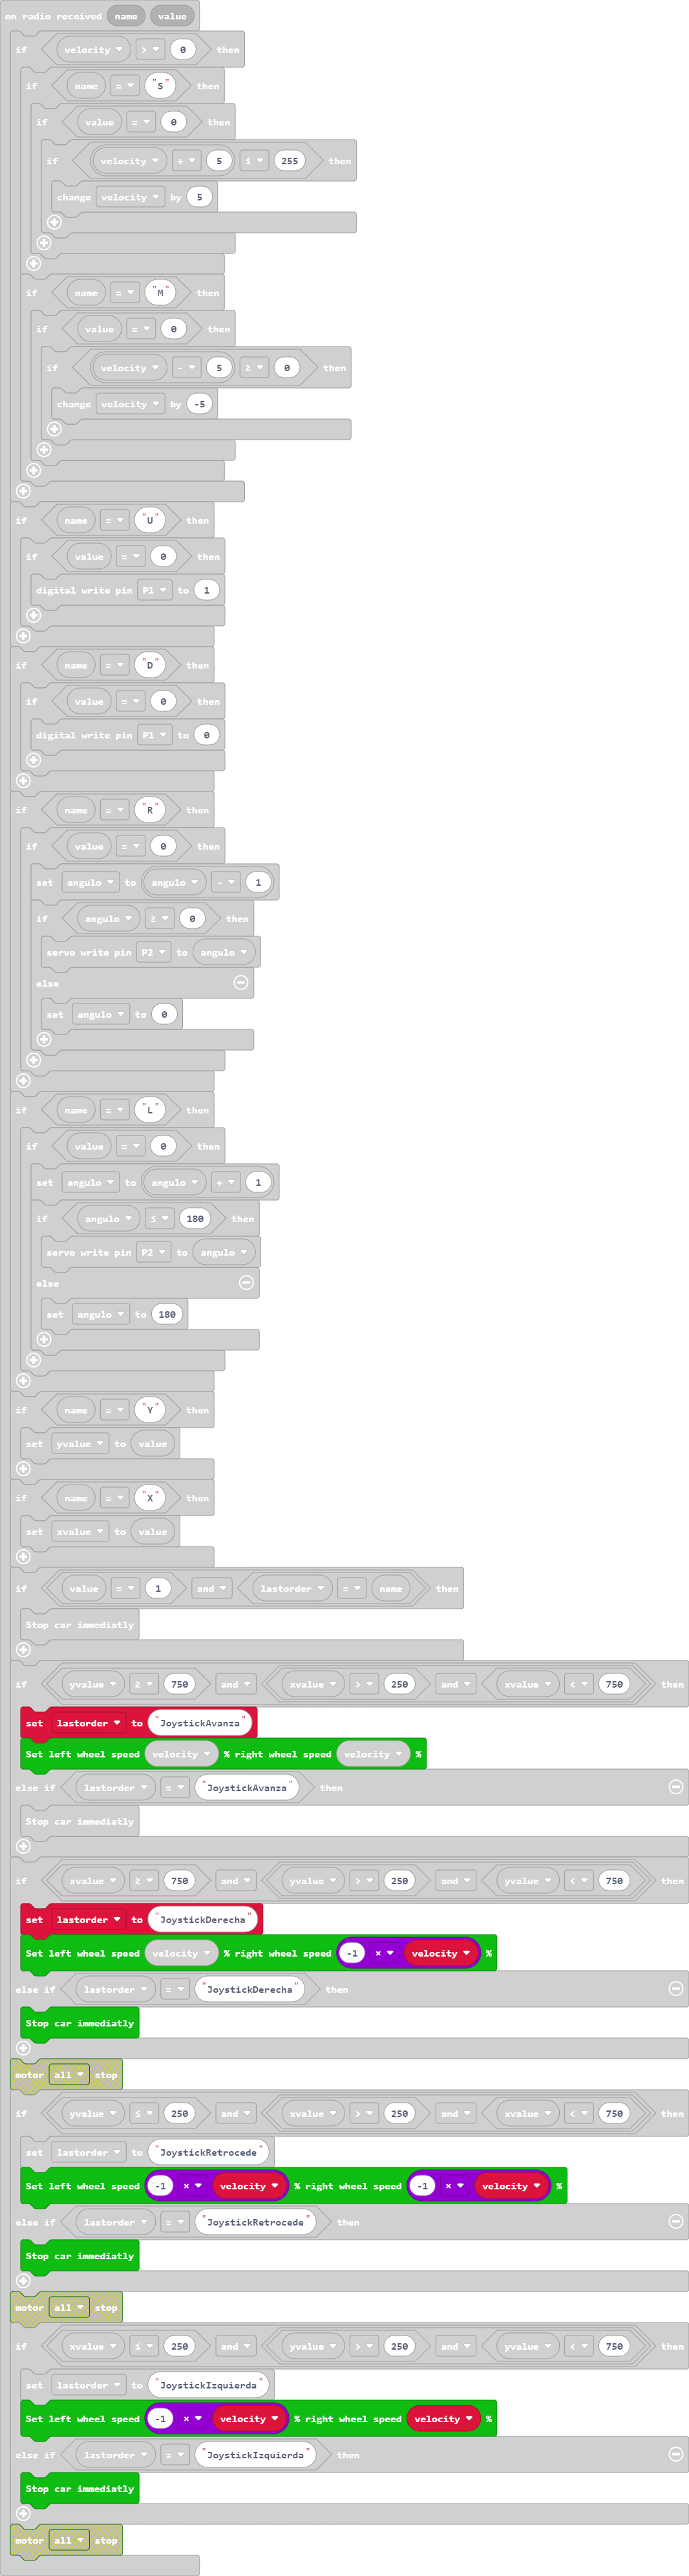 on radio received name value
if velocity > 0 then
if name = "S" then
if value = 0 then
if velocity + 5 ≤ 255 then
change velocity by 5
if name = "M" then
if value = 0 then
if velocity - 5 ≥ 0 then
change velocity by -5
if name = "U" then
if value = 0 then
digital write pin P1 to 1
if name = "D" then
if value = 0 then
digital write pin P1 to 0
if name = "R" then
if value = 0 then
set angulo to angulo - 1
if angulo ≥ 0 then
servo write pin P2 to angulo
else
set angulo to 0
if name = "L" then
if value = 0 then
set angulo to angulo + 1
if angulo ≤ 180 then
servo write pin P2 to angulo
else
set angulo to 180
if name = "Y" then
set yvalue to value
if name = "X" then
set xvalue to value
if value = 1 and lastorder = name then
Stop car immediatly
if yvalue ≥ 750 and xvalue > 250 and xvalue < 750 then
set lastorder to "JoystickAvanza"
Set left wheel speed velocity % right wheel speed velocity %
else if lastorder = "JoystickAvanza" then
Stop car immediatly
if xvalue ≥ 750 and yvalue > 250 and yvalue < 750 then
set lastorder to "JoystickDerecha"
Set left wheel speed velocity % right wheel speed -1 × velocity %
else if lastorder = "JoystickDerecha" then
Stop car immediatly
motor all stop
if yvalue ≤ 250 and xvalue > 250 and xvalue < 750 then
set lastorder to "JoystickRetrocede"
Set left wheel speed -1 × velocity % right wheel speed -1 × velocity %
else if lastorder = "JoystickRetrocede" then
Stop car immediatly
motor all stop
if xvalue ≤ 250 and yvalue > 250 and yvalue < 750 then
set lastorder to "JoystickIzquierda"
Set left wheel speed -1 × velocity % right wheel speed velocity %
else if lastorder = "JoystickIzquierda" then
Stop car immediatly
motor all stop